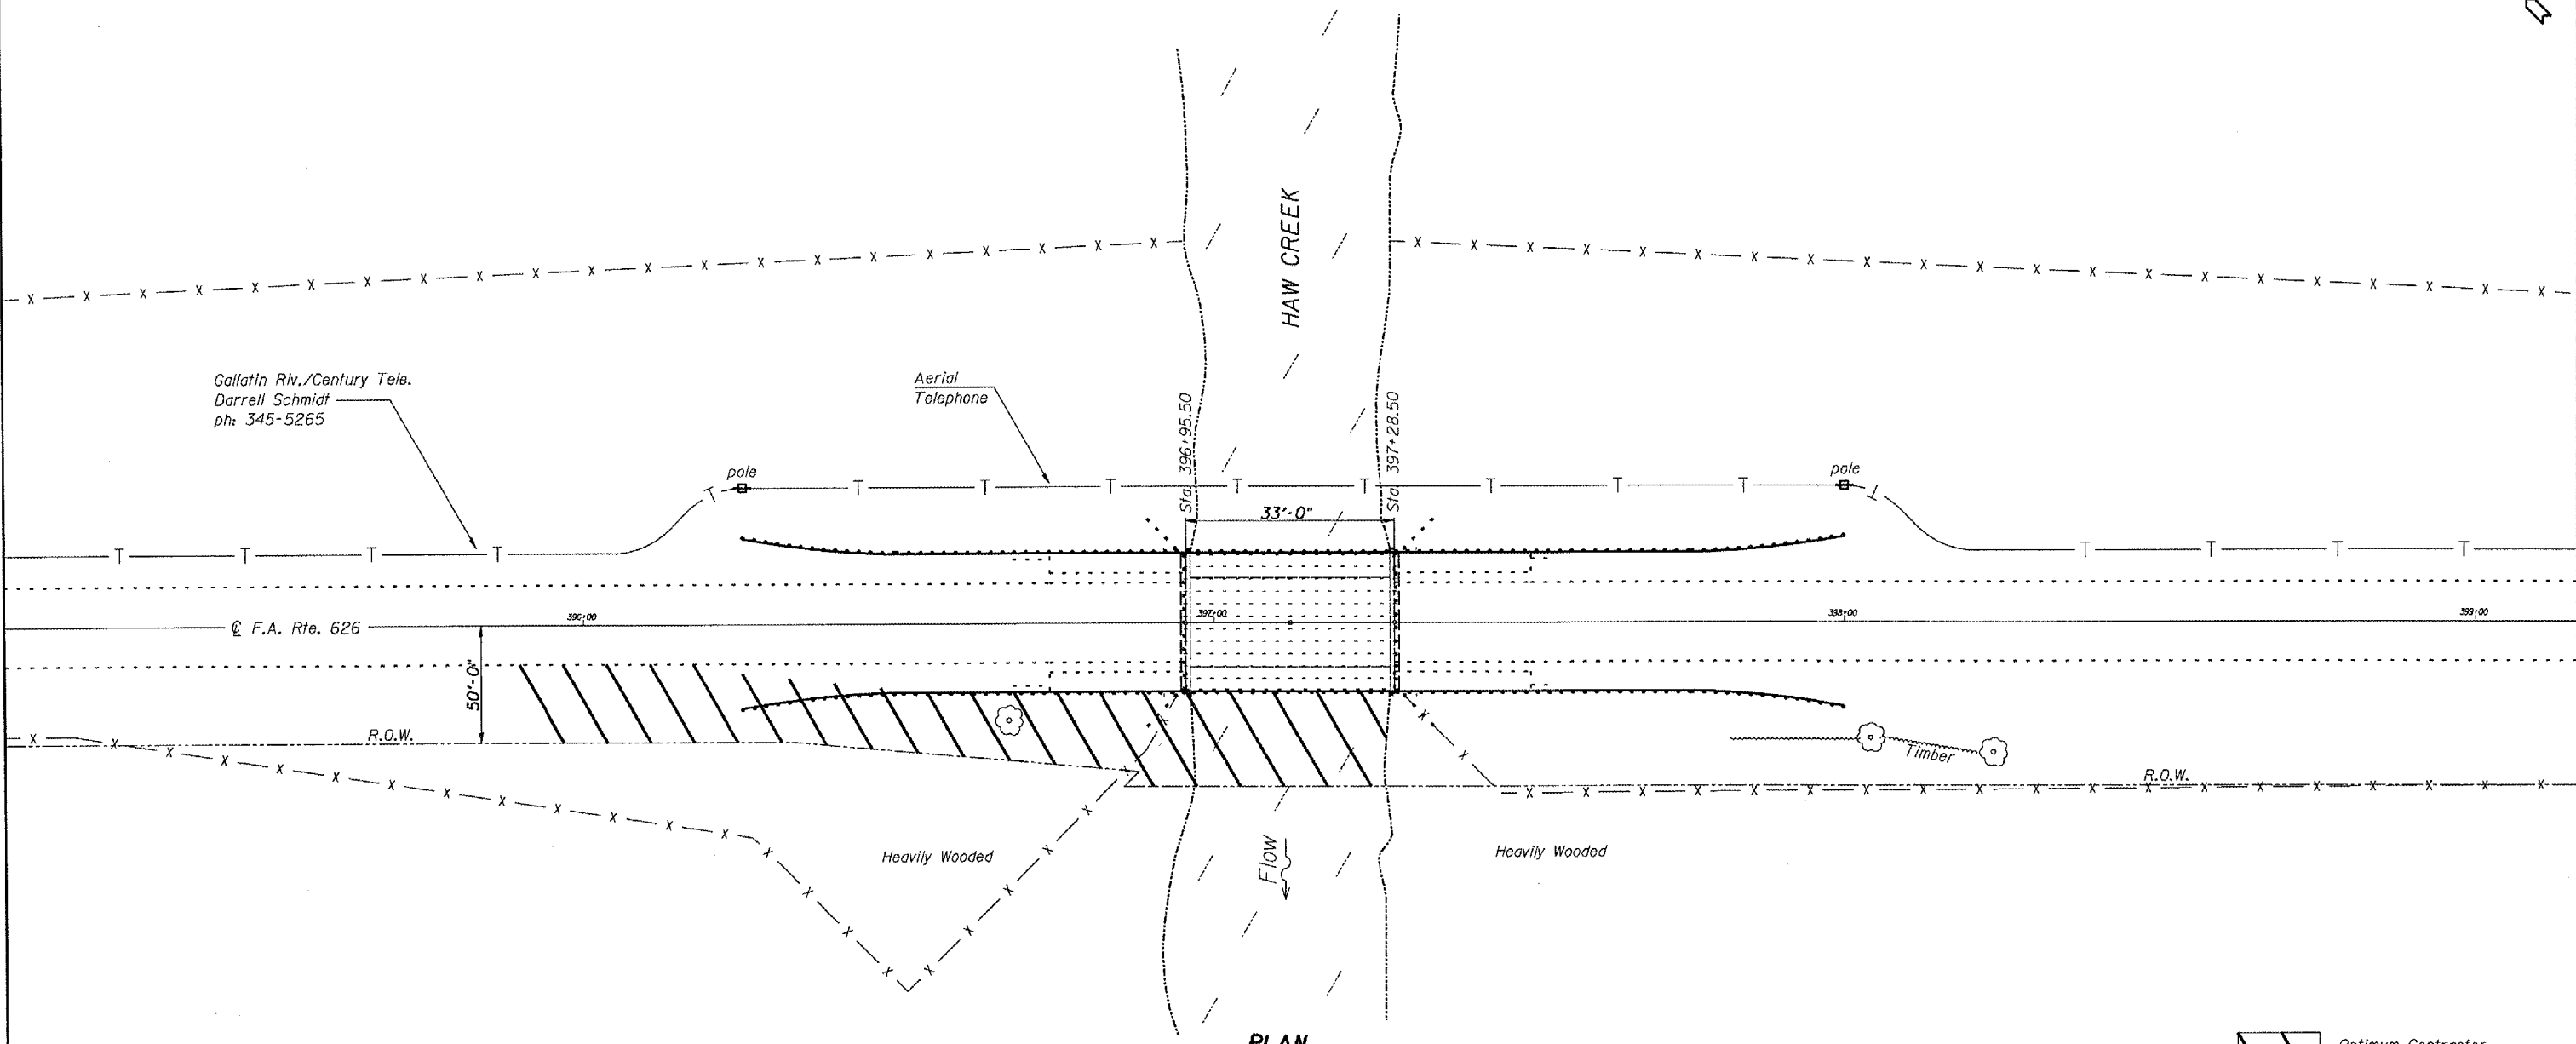 HAW CREEK
Gallatin Riv./Century Tele.
Darrell Schmidt
ph: 345-5265
Aerial
Telephone
Sta. 396+95.50
Sta. 397+28.50
pole
pole
T T T T T T T T T T T T T T T T T T
33'-0"
396+00
397+00
398+00
399+00
℄ F.A. Rte. 626
50'-0"
R.O.W.
Timber
R.O.W.
Heavily Wooded
Heavily Wooded
Flow
PLAN
Optimum Contractor